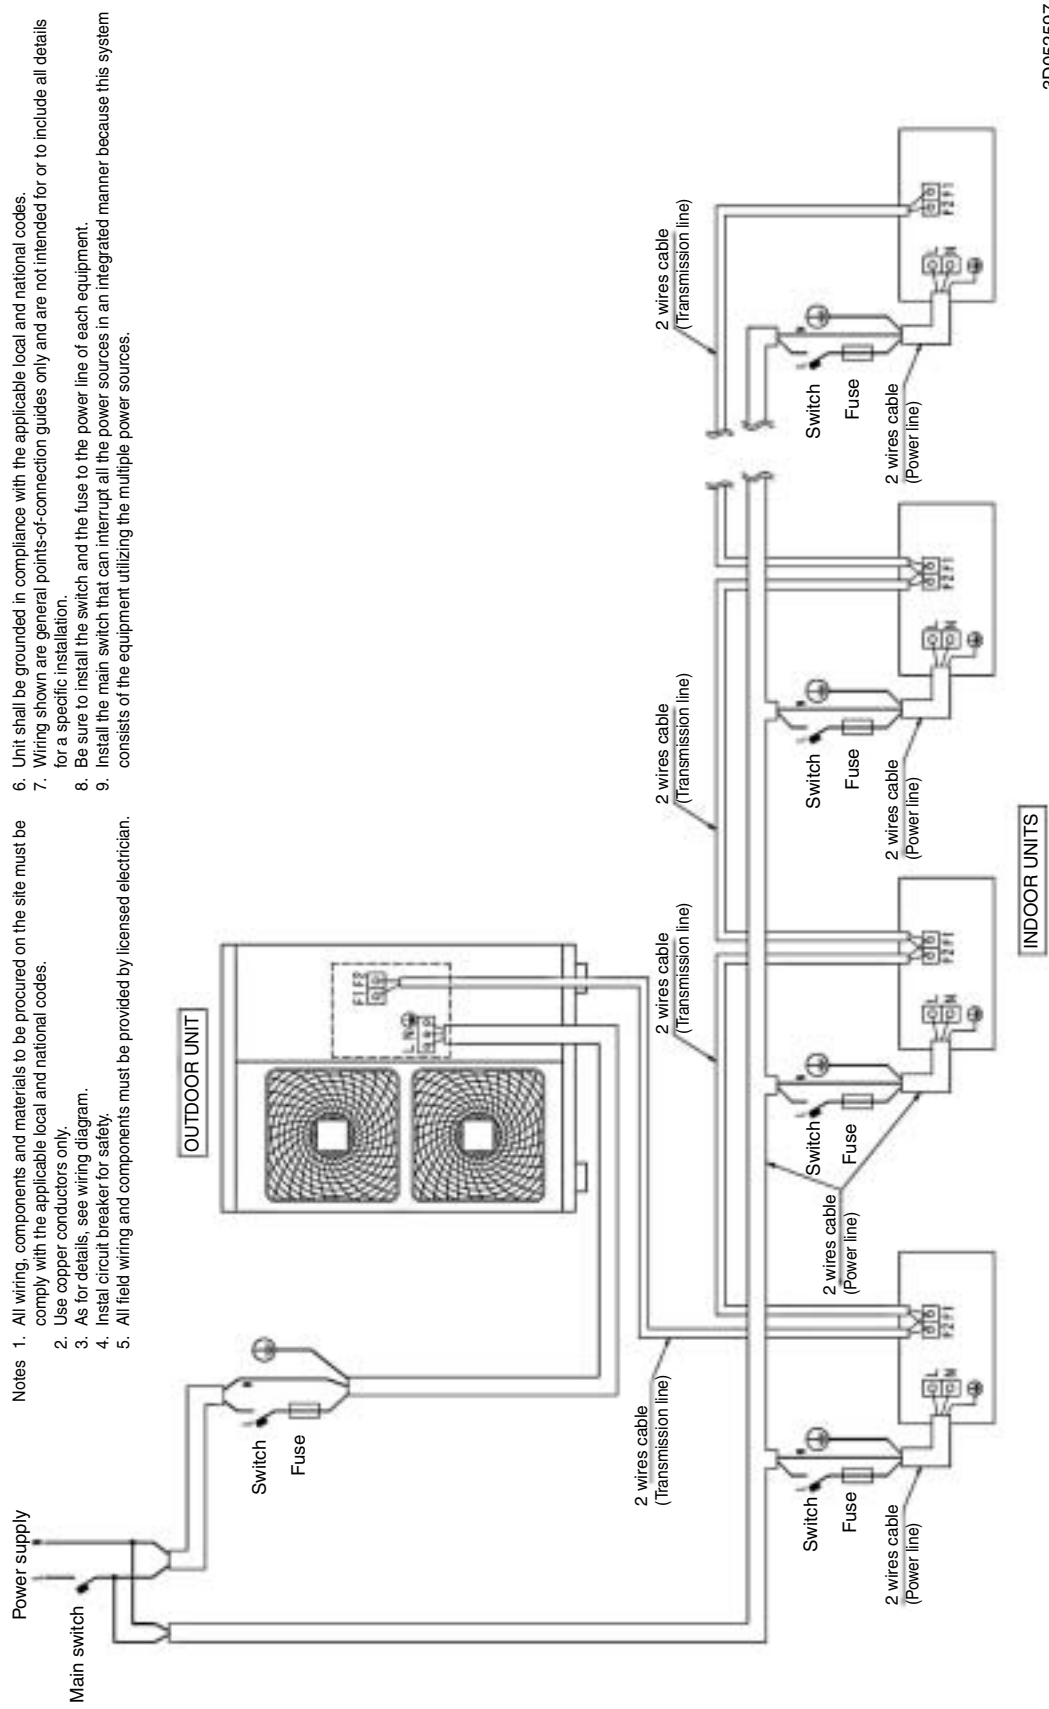 Notes 1. All wiring, components and materials to be procured on the site must be
comply with the applicable local and national codes.
2. Use copper conductors only.
3. As for details, see wiring diagram.
4. Instal circuit breaker for safety.
5. All field wiring and components must be provided by licensed electrician.
6. Unit shall be grounded in compliance with the applicable local and national codes.
7. Wiring shown are general points-of-connection guides only and are not intended for or to include all details
for a specific installation.
8. Be sure to install the switch and the fuse to the power line of each equipment.
9. Install the main switch that can interrupt all the power sources in an integrated manner because this system
consists of the equipment utilizing the multiple power sources.
Power supply
Main switch
Switch
Fuse
OUTDOOR UNIT
L N
F1 F2
2 wires cable
(Transmission line)
2 wires cable
(Transmission line)
2 wires cable
(Transmission line)
2 wires cable
(Transmission line)
Switch
Fuse
2 wires cable
(Power line)
L
N
F2 F1
2 wires cable
(Power line)
Switch
Fuse
L
N
F2 F1
Switch
Fuse
2 wires cable
(Power line)
L
N
F2 F1
Switch
Fuse
2 wires cable
(Power line)
L
N
F2 F1
INDOOR UNITS